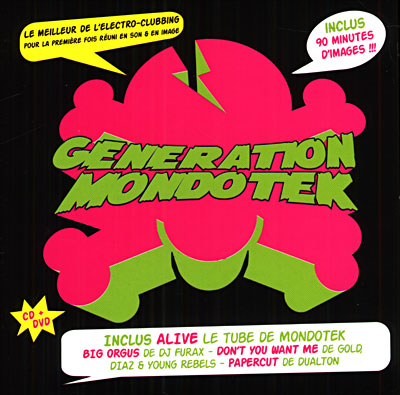 LE MEILLEUR DE L'ELECTRO-CLUBBING
POUR LA PREMIÈRE FOIS RÉUNI EN SON & EN IMAGE
INCLUS
90 MINUTES
D'IMAGES !!!
GENERATION
MONDOTEK
CD +
DVD
INCLUS ALIVE LE TUBE DE MONDOTEK
BIG ORGUS DE DJ FURAX - DON'T YOU WANT ME DE GOLD,
DIAZ & YOUNG REBELS - PAPERCUT DE DUALTON